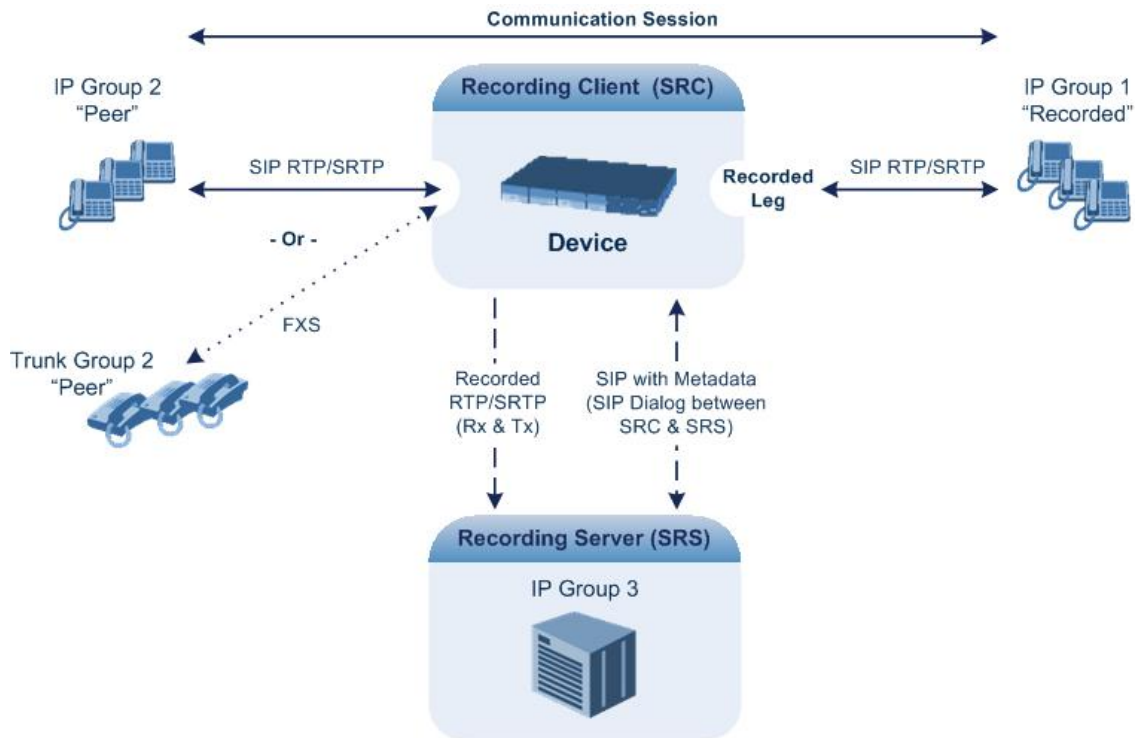 Communication Session
IP Group 2
“Peer”
Recording Client (SRC)
IP Group 1
“Recorded”
SIP RTP/SRTP
Recorded
Leg
SIP RTP/SRTP
- Or -
Device
FXS
Trunk Group 2
“Peer”
Recorded
RTP/SRTP
(Rx & Tx)
SIP with Metadata
(SIP Dialog between
SRC & SRS)
Recording Server (SRS)
IP Group 3